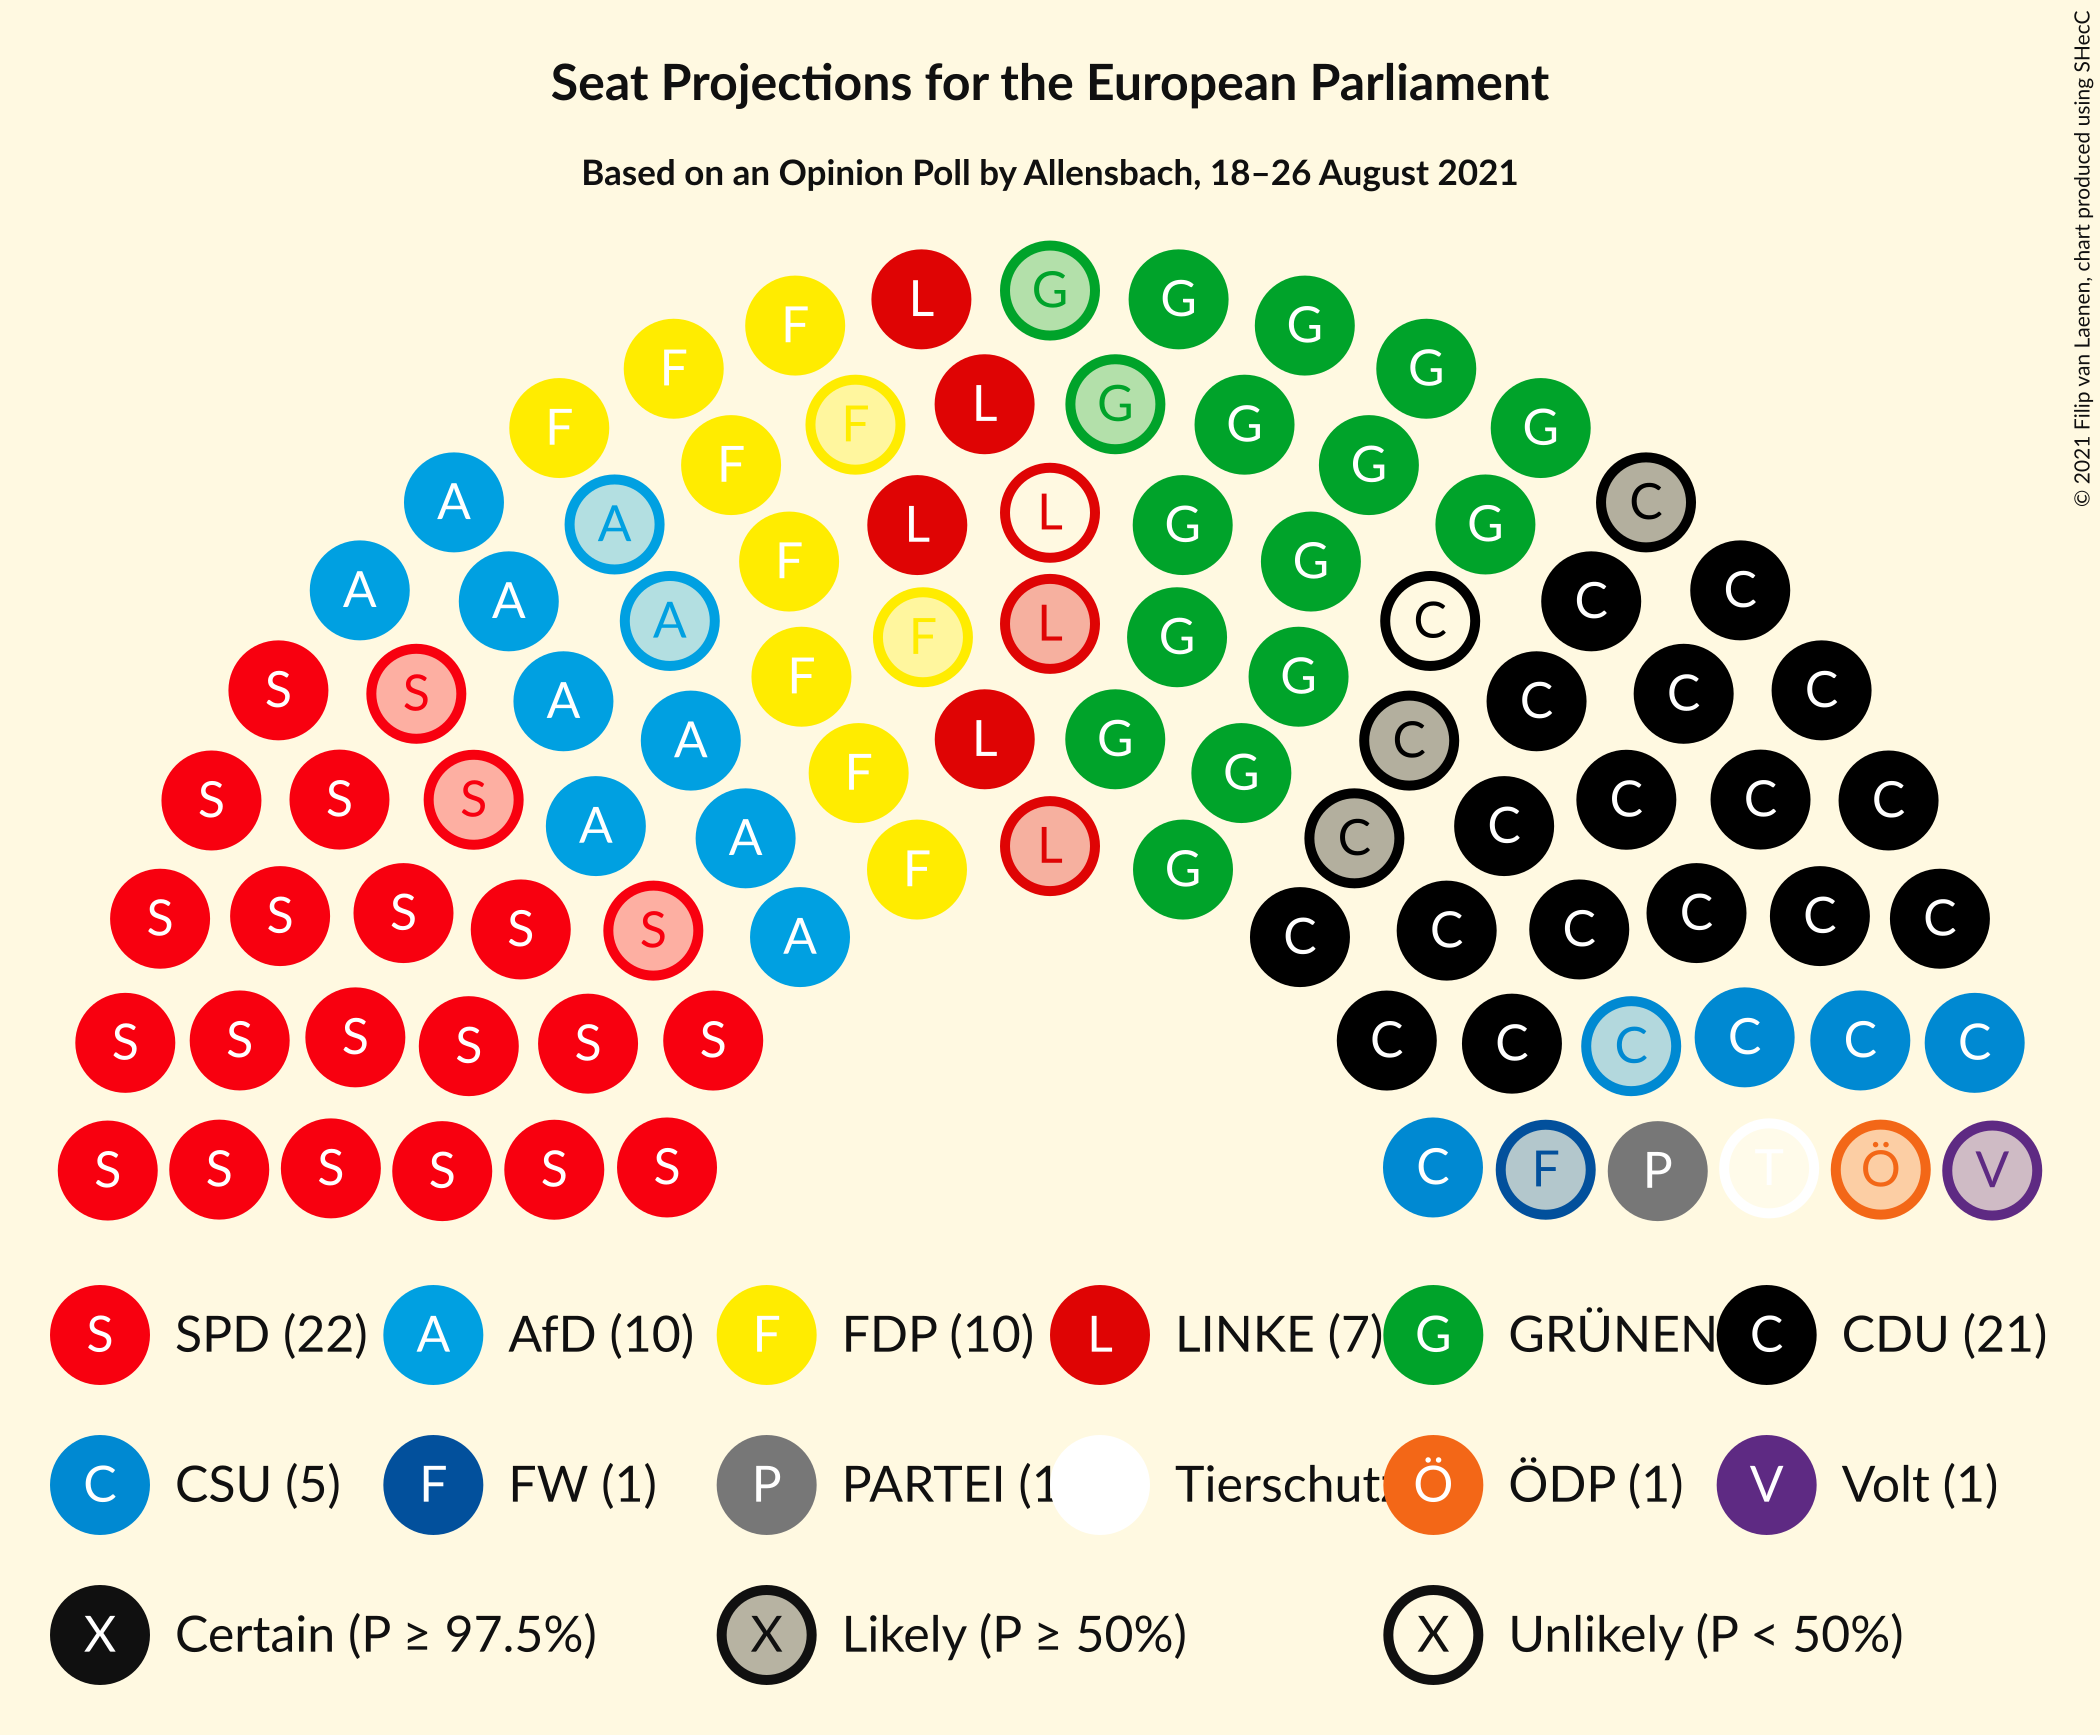 Seat Projections for the European Parliament
Based on an Opinion Poll by Allensbach, 18–26 August 2021
© 2021 Filip van Laenen, chart produced using SHecC
L G G G
F F G
F F L G G G
A A F L L G G G C
A A A F F L G G C C C
S S A A F L G G C C C C
S S S A A F L G C C C C C
S S S S S A C C C C C C
S S S S S S C C C C C C
S S S S S S C F P T Ö V
S SPD (22) A AfD (10) F FDP (10) L LINKE (7) G GRÜNEN C CDU (21)
C CSU (5) F FW (1) P PARTEI (1 Tierschutz Ö ÖDP (1) V Volt (1)
X Certain (P ≥ 97.5%) X Likely (P ≥ 50%) X Unlikely (P < 50%)